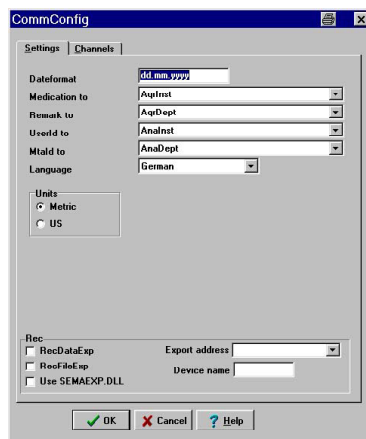 CommConfig
Settings Channels
Dateformat dd.mm.yyyy
Medication to AqrInst
Remark to AqrDept
UserId to AnaInst
MtaId to AnaDept
Language German
Units
Metric
US
Rec
RecDataExp Export address
RecFileExp Device name
Use SEMAEXP.DLL
OK Cancel ? Help